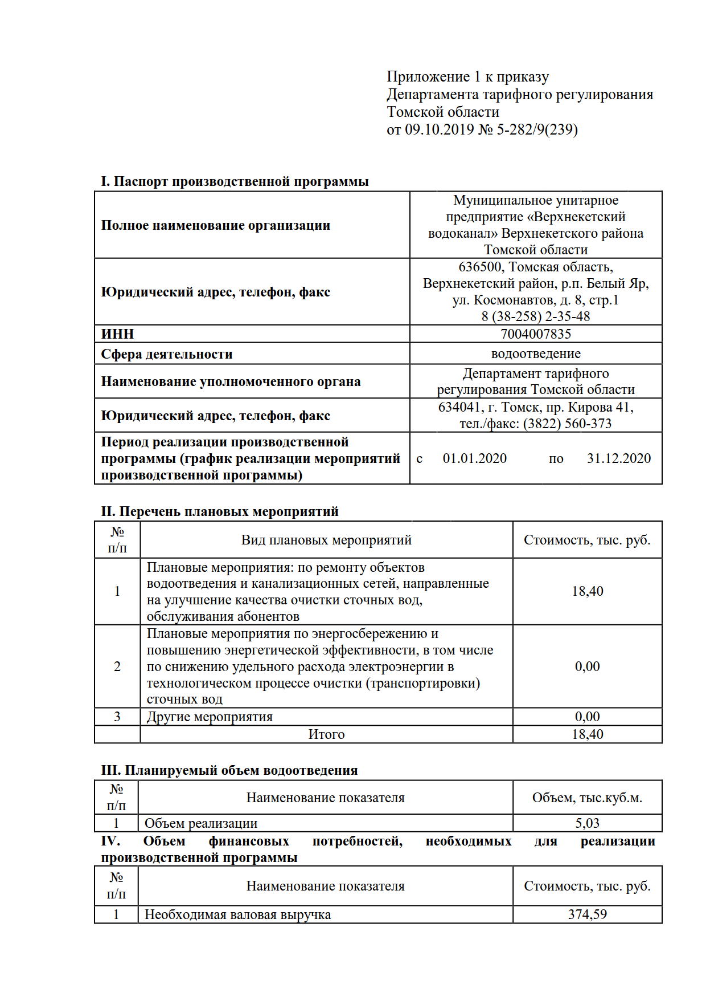 Приложение 1 к приказу
Департамента тарифного регулирования
Томской области
от 09.10.2019 № 5-282/9(239)
I. Паспорт производственной программы
Полное наименование организации
Муниципальное унитарное
предприятие «Верхнекетский
водоканал» Верхнекетского района
Томской области
Юридический адрес, телефон, факс
636500, Томская область,
Верхнекетский район, р.п. Белый Яр,
ул. Космонавтов, д. 8, стр.1
8 (38-258) 2-35-48
ИНН
7004007835
Сфера деятельности
водоотведение
Наименование уполномоченного органа
Департамент тарифного
регулирования Томской области
Юридический адрес, телефон, факс
634041, г. Томск, пр. Кирова 41,
тел./факс: (3822) 560-373
Период реализации производственной
программы (график реализации мероприятий
производственной программы)
с 01.01.2020 по 31.12.2020
II. Перечень плановых мероприятий
№
п/п
Вид плановых мероприятий
Стоимость, тыс. руб.
1
Плановые мероприятия: по ремонту объектов
водоотведения и канализационных сетей, направленные
на улучшение качества очистки сточных вод,
обслуживания абонентов
18,40
2
Плановые мероприятия по энергосбережению и
повышению энергетической эффективности, в том числе
по снижению удельного расхода электроэнергии в
технологическом процессе очистки (транспортировки)
сточных вод
0,00
3
Другие мероприятия
0,00
Итого
18,40
III. Планируемый объем водоотведения
№
п/п
Наименование показателя
Объем, тыс.куб.м.
1
Объем реализации
5,03
IV. Объем финансовых потребностей, необходимых для реализации
производственной программы
№
п/п
Наименование показателя
Стоимость, тыс. руб.
1
Необходимая валовая выручка
374,59